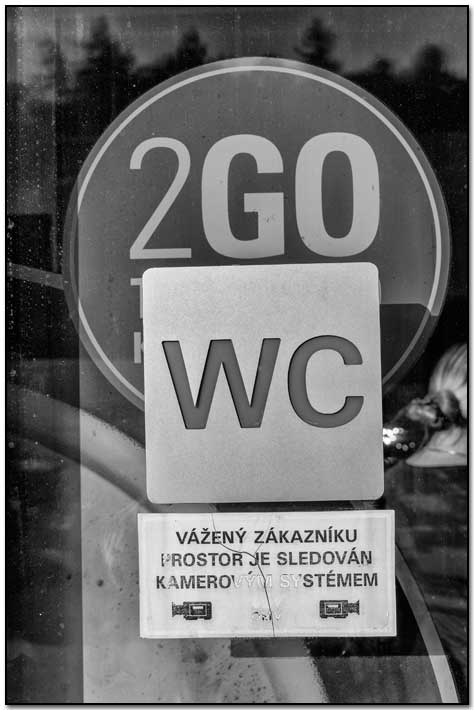 2GO
WC
VÁŽENÝ ZÁKAZNÍKU
PROSTOR JE SLEDOVÁN
KAMEROVÝM SYSTÉMEM